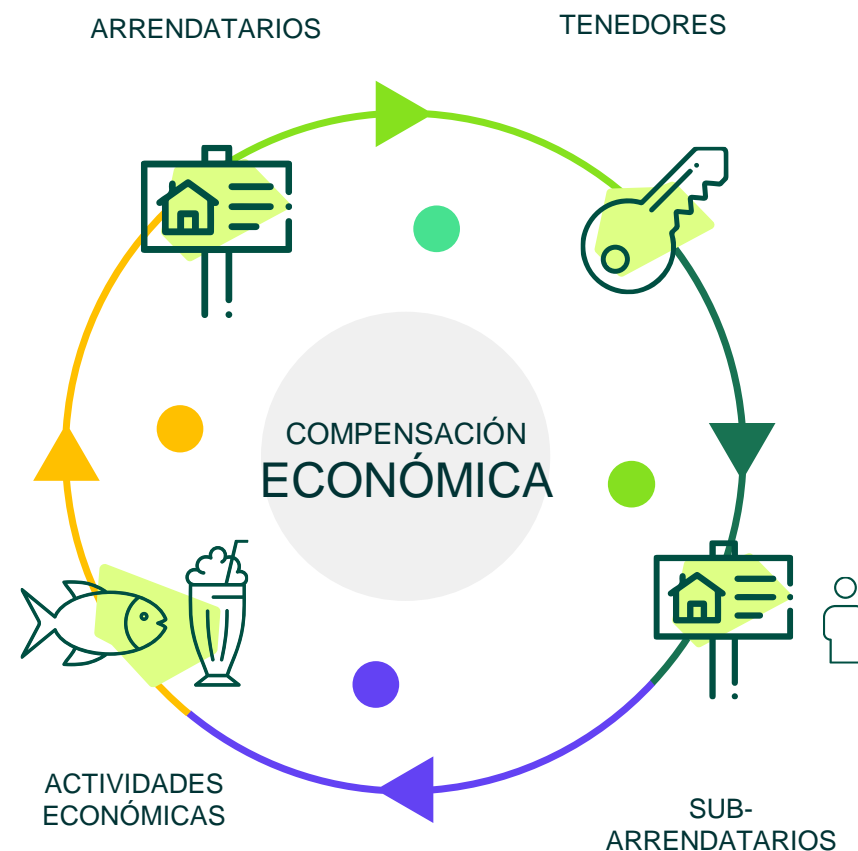 ARRENDATARIOS
TENEDORES
COMPENSACIÓN
ECONÓMICA
ACTIVIDADES
ECONÓMICAS
SUB-
ARRENDATARIOS